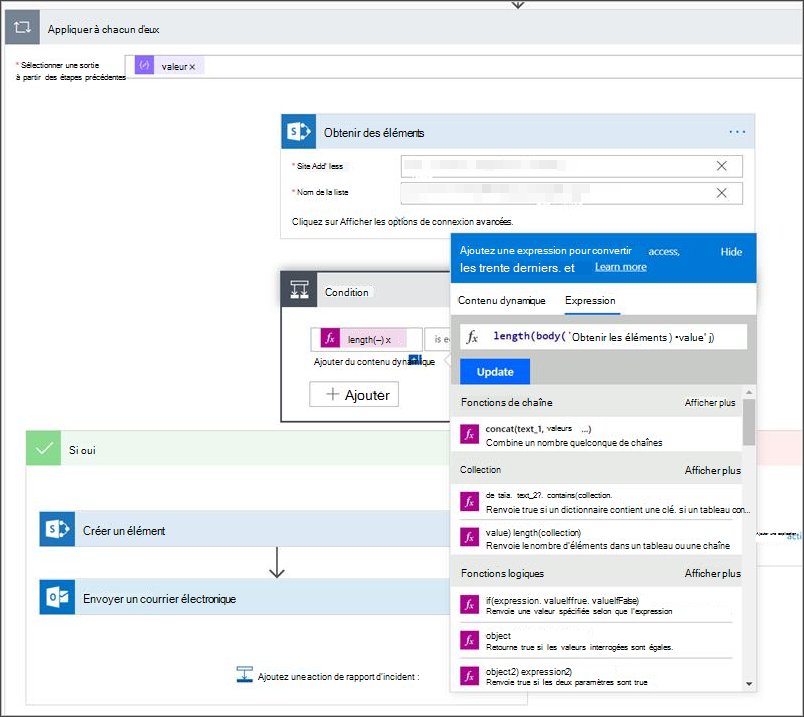 Appliquer à chacun d'eux
* Sélectionner une sortie
à partir des étapes précédentes
valeur ×
Obtenir des éléments
* Site Add' less
* Nom de la liste
Cliquez sur Afficher les options de connexion avancées.
Ajoutez une expression pour convertir access, Hide
les trente derniers. et Learn more
Condition
Contenu dynamique Expression
length(–) x
is e
fx length(body(`Obtenir les éléments) •value' j)
Ajouter du contenu dynamique
Update
Ajouter
Fonctions de chaîne Afficher plus
concat(text_1, valeurs ...)
Combine un nombre quelconque de chaînes
Si oui
Collection Afficher plus
de taïa. text_2?. contains(collection.
Renvoie true si un dictionnaire contient une clé. si un tableau con...
Créer un élément
value) length(collection)
Renvoie le nombre d'éléments dans un tableau ou une chaîne
acti
Fonctions logiques Afficher plus
Envoyer un courrier électronique
if(expression. valueIffrue. valueIfFalse)
Renvoie une valeur spécifiée selon que l'expression
object
Retourne true si les valeurs interrogées sont égales.
object2) expression2)
Renvoie true si les deux paramètres sont true
Ajoutez une action de rapport d'incident :